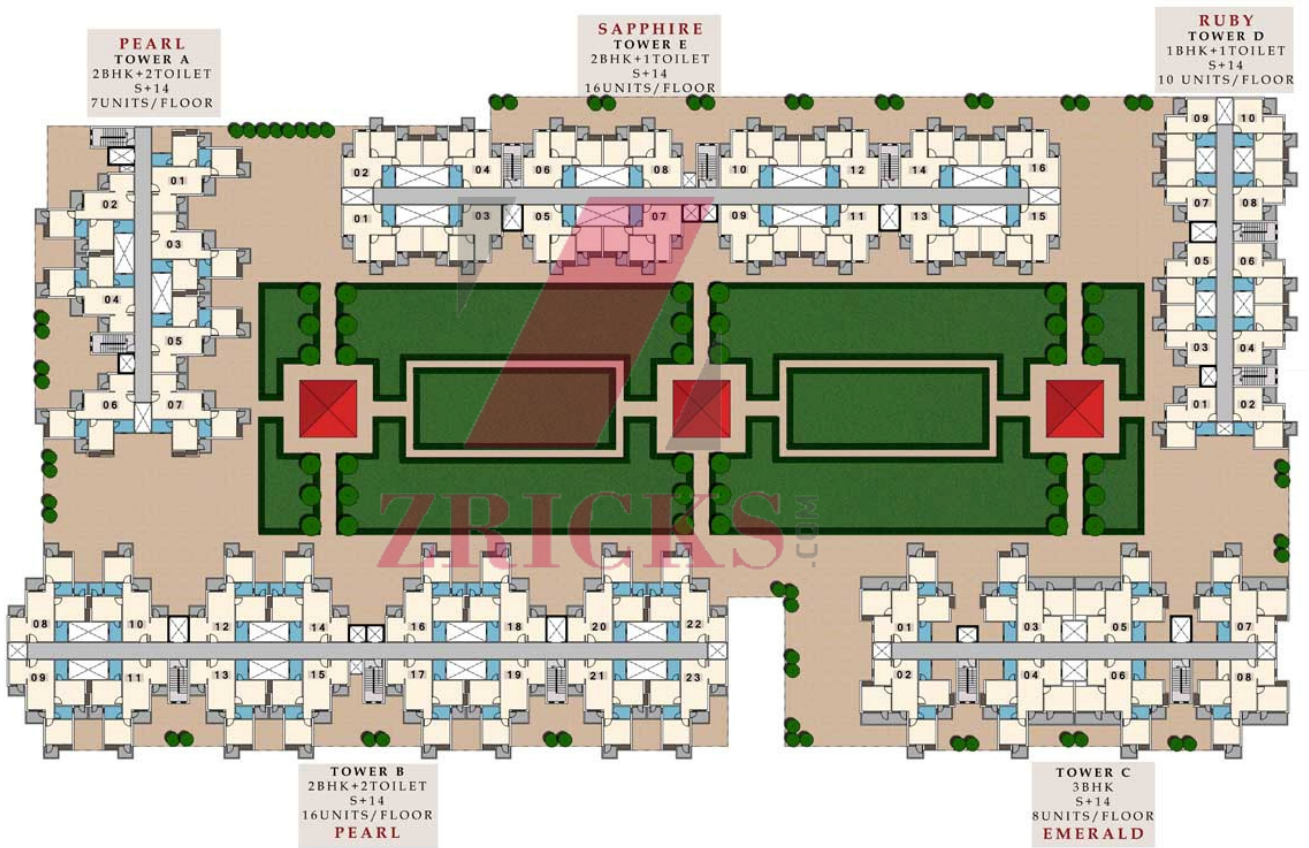 PEARL
TOWER A
2BHK+2TOILET
S+14
7UNITS/FLOOR
SAPPHIRE
TOWER E
2BHK+1TOILET
S+14
16UNITS/FLOOR
RUBY
TOWER D
1BHK+1TOILET
S+14
10 UNITS/FLOOR
01
02
03
04
05
06
07
02 04 06 08 10 12 14 16
01 03 05 07 09 11 13 15
09 10
07 08
05 06
03 04
01 02
ZRICKS
.COM
08 10 12 14 16 18 20 22
09 11 13 15 17 19 21 23
01 03 05 07
02 04 06 08
TOWER B
2BHK+2TOILET
S+14
16UNITS/FLOOR
PEARL
TOWER C
3BHK
S+14
8UNITS/FLOOR
EMERALD